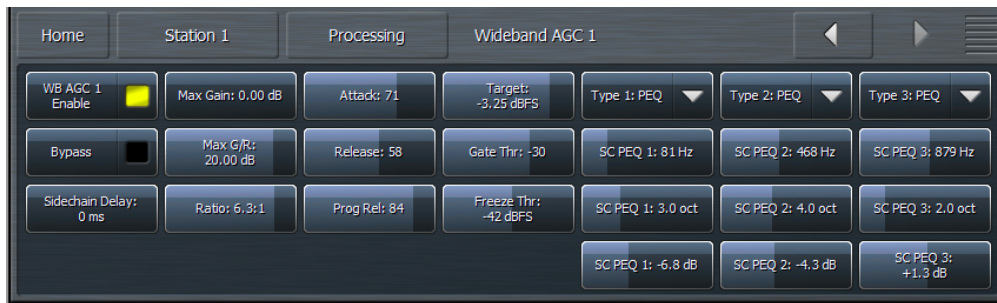 Home Station 1 Processing Wideband AGC 1
WB AGC 1
Enable
Max Gain: 0.00 dB
Attack: 71
Target:
-3.25 dBFS
Type 1: PEQ
Type 2: PEQ
Type 3: PEQ
Bypass
Max G/R:
20.00 dB
Release: 58
Gate Thr: -30
SC PEQ 1: 81 Hz
SC PEQ 2: 468 Hz
SC PEQ 3: 879 Hz
Sidechain Delay:
0 ms
Ratio: 6.3:1
Prog Rel: 84
Freeze Thr:
-42 dBFS
SC PEQ 1: 3.0 oct
SC PEQ 2: 4.0 oct
SC PEQ 3: 2.0 oct
SC PEQ 1: -6.8 dB
SC PEQ 2: -4.3 dB
SC PEQ 3:
+1.3 dB